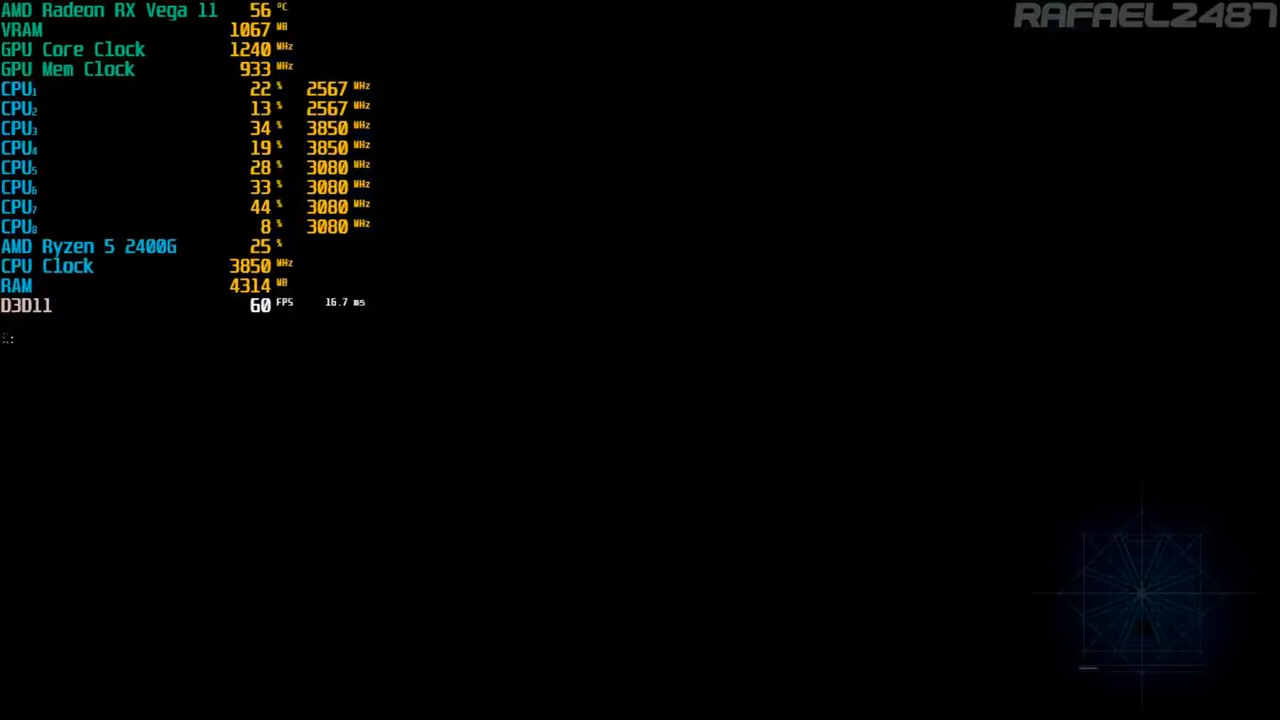 AMD Radeon RX Vega 11 56 °C
RAFAEL2487
VRAM 1067 MB
GPU Core Clock 1240 MHz
GPU Mem Clock 933 MHz
CPU1 22 % 2567 MHz
CPU2 13 % 2567 MHz
CPU3 34 % 3850 MHz
CPU4 19 % 3850 MHz
CPU5 28 % 3080 MHz
CPU6 33 % 3080 MHz
CPU7 44 % 3080 MHz
CPU8 8 % 3080 MHz
AMD Ryzen 5 2400G 25 %
CPU Clock 3850 MHz
RAM 4314 MB
D3D11 60 FPS 16.7 ms